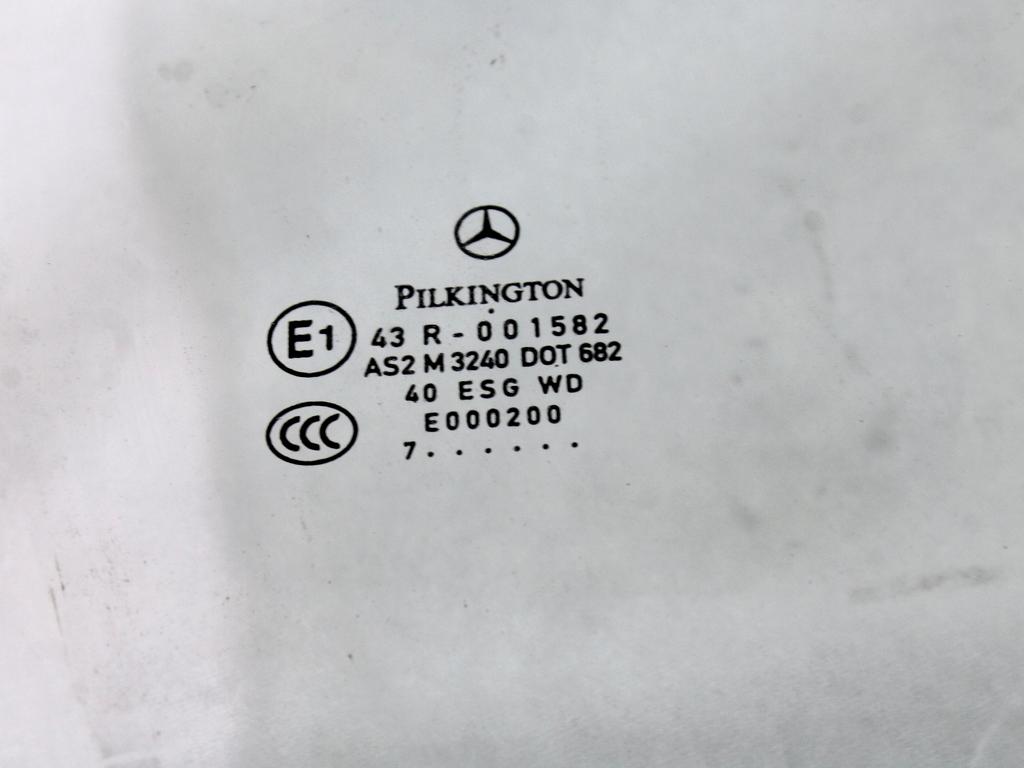 PILKINGTON
E1 43 R - 001582
AS2 M 3240 DOT 682
40 ESG WD
CCC E000200
7 . . . . . .